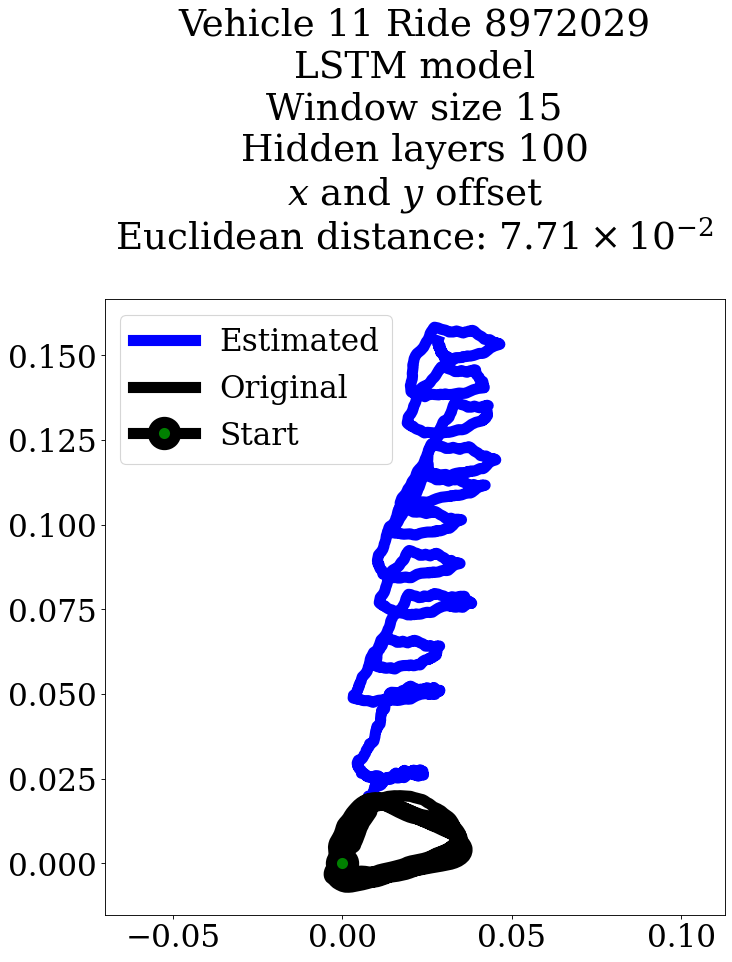 Vehicle 11 Ride 8972029
LSTM model
Window size 15
Hidden layers 100
x and y offset
Euclidean distance: 7.71 × 10⁻²
Estimated
Original
Start
0.150
0.125
0.100
0.075
0.050
0.025
0.000
−0.05 0.00 0.05 0.10